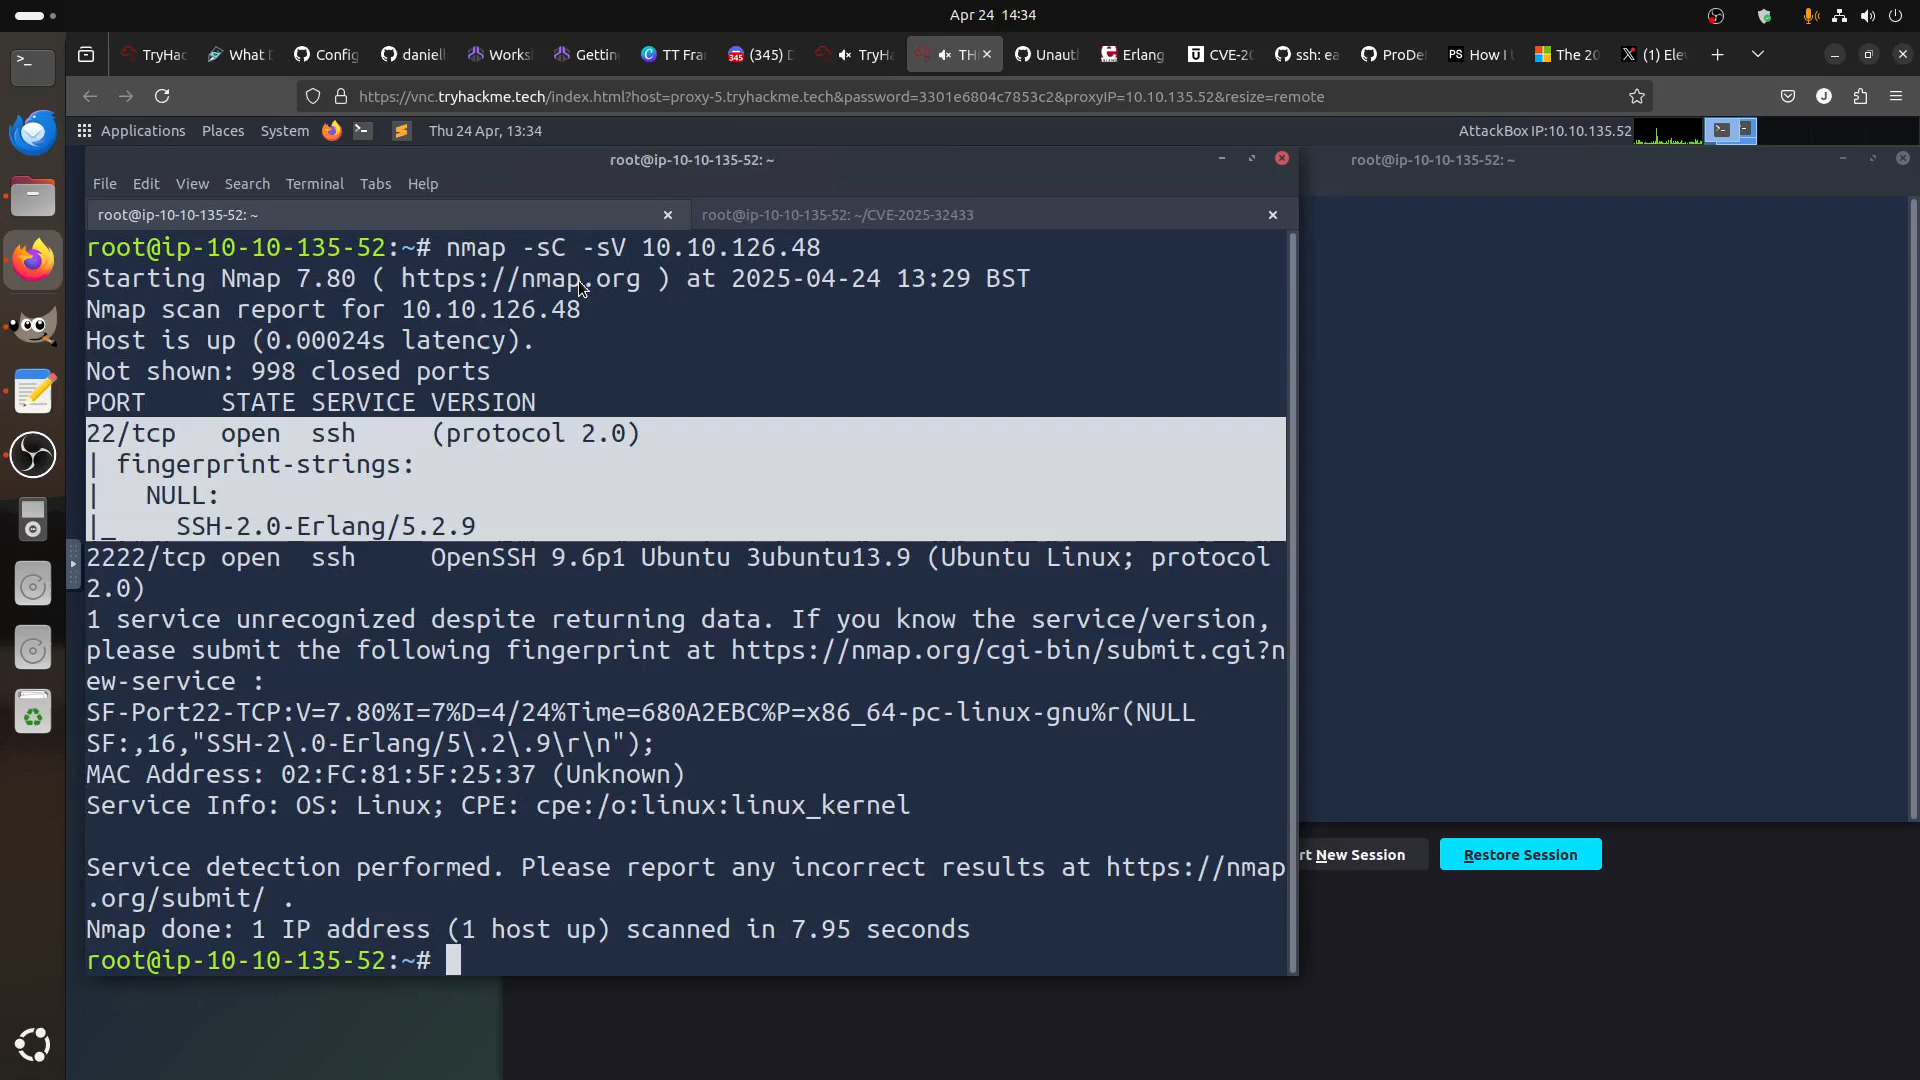 Apr 24 14:34
TryHac
What D
Config
daniell
Works
Getting
TT Frar
(345) D
TryHa
TH
Unauth
Erlang
CVE-20
ssh: ea
ProDef
How I U
The 20
(1) Elev
https://vnc.tryhackme.tech/index.html?host=proxy-5.tryhackme.tech&password=3301e6804c7853c2&proxyIP=10.10.135.52&resize=remote
Applications Places System Thu 24 Apr, 13:34 AttackBox IP:10.10.135.52
root@ip-10-10-135-52: ~
root@ip-10-10-135-52: ~
File Edit View Search Terminal Tabs Help
root@ip-10-10-135-52: ~
root@ip-10-10-135-52: ~/CVE-2025-32433
root@ip-10-10-135-52:~# nmap -sC -sV 10.10.126.48
Starting Nmap 7.80 ( https://nmap.org ) at 2025-04-24 13:29 BST
Nmap scan report for 10.10.126.48
Host is up (0.00024s latency).
Not shown: 998 closed ports
PORT     STATE SERVICE VERSION
22/tcp   open  ssh     (protocol 2.0)
| fingerprint-strings:
|   NULL:
|_    SSH-2.0-Erlang/5.2.9
2222/tcp open  ssh     OpenSSH 9.6p1 Ubuntu 3ubuntu13.9 (Ubuntu Linux; protocol
2.0)
1 service unrecognized despite returning data. If you know the service/version,
please submit the following fingerprint at https://nmap.org/cgi-bin/submit.cgi?n
ew-service :
SF-Port22-TCP:V=7.80%I=7%D=4/24%Time=680A2EBC%P=x86_64-pc-linux-gnu%r(NULL
SF:,16,"SSH-2\.0-Erlang/5\.2\.9\r\n");
MAC Address: 02:FC:81:5F:25:37 (Unknown)
Service Info: OS: Linux; CPE: cpe:/o:linux:linux_kernel
rt New Session
Restore Session
Service detection performed. Please report any incorrect results at https://nmap
.org/submit/ .
Nmap done: 1 IP address (1 host up) scanned in 7.95 seconds
root@ip-10-10-135-52:~#